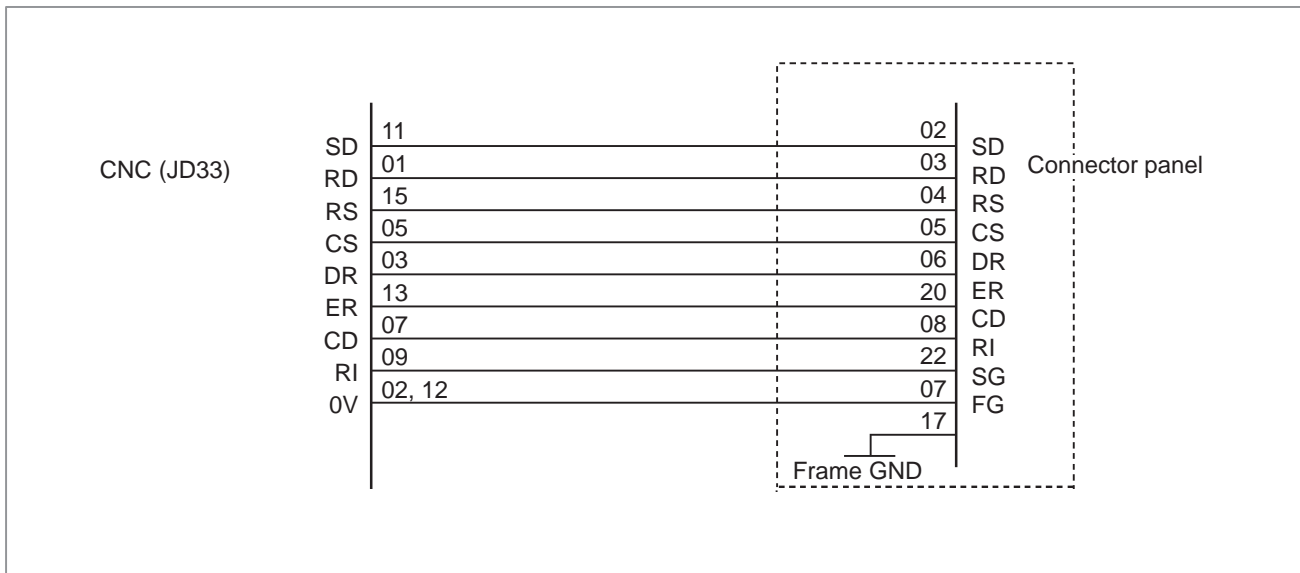 CNC (JD33)
SD 11 02 SD
RD 01 03 RD
RS 15 04 RS
CS 05 05 CS
DR 03 06 DR
ER 13 20 ER
CD 07 08 CD
RI 09 22 RI
0V 02, 12 07 SG
17 FG
Connector panel
Frame GND